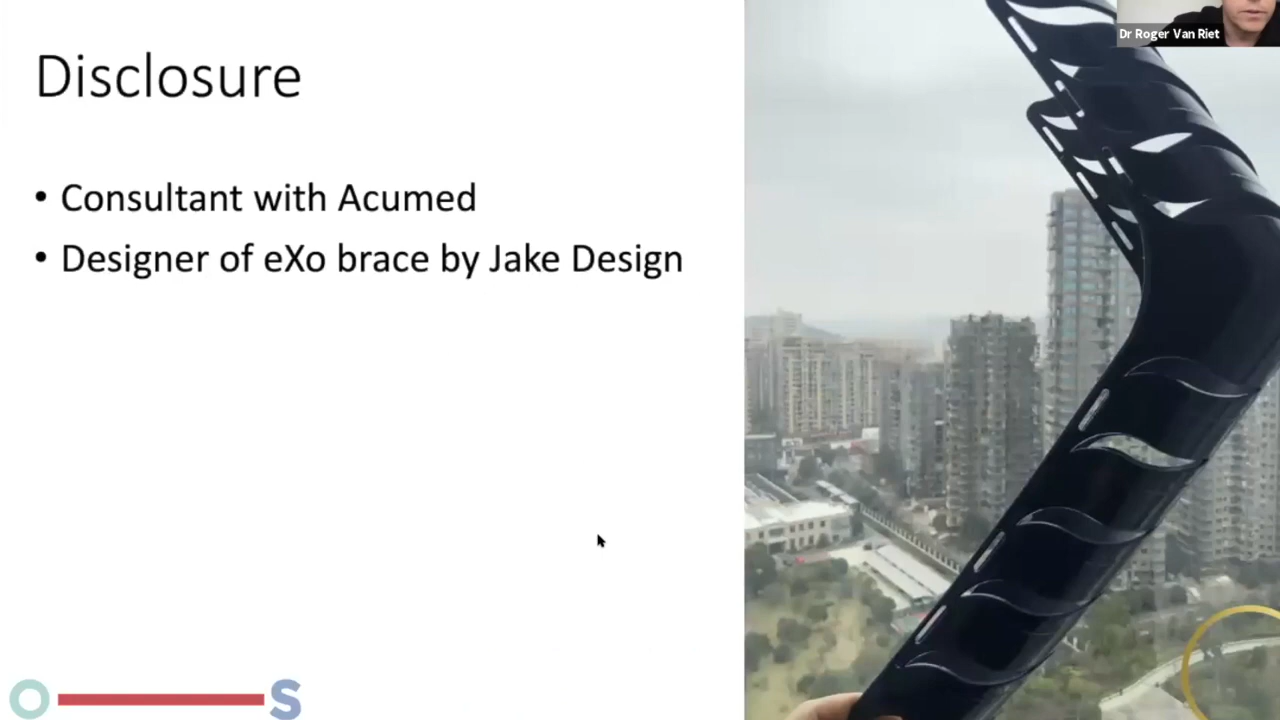 Dr Roger Van Riet
Disclosure
• Consultant with Acumed
• Designer of eXo brace by Jake Design
O S